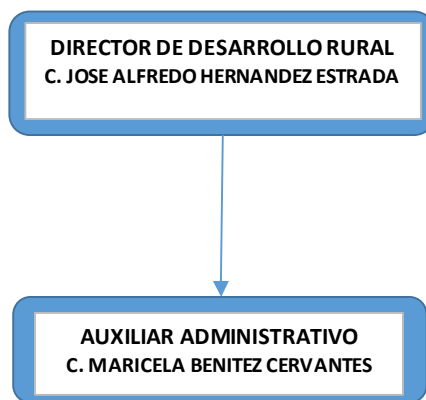 DIRECTOR DE DESARROLLO RURAL
C. JOSE ALFREDO HERNANDEZ ESTRADA
AUXILIAR ADMINISTRATIVO
C. MARICELA BENITEZ CERVANTES